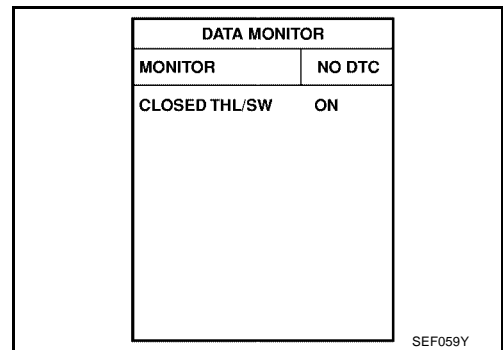 DATA MONITOR
MONITOR NO DTC
CLOSED THL/SW ON
SEF059Y